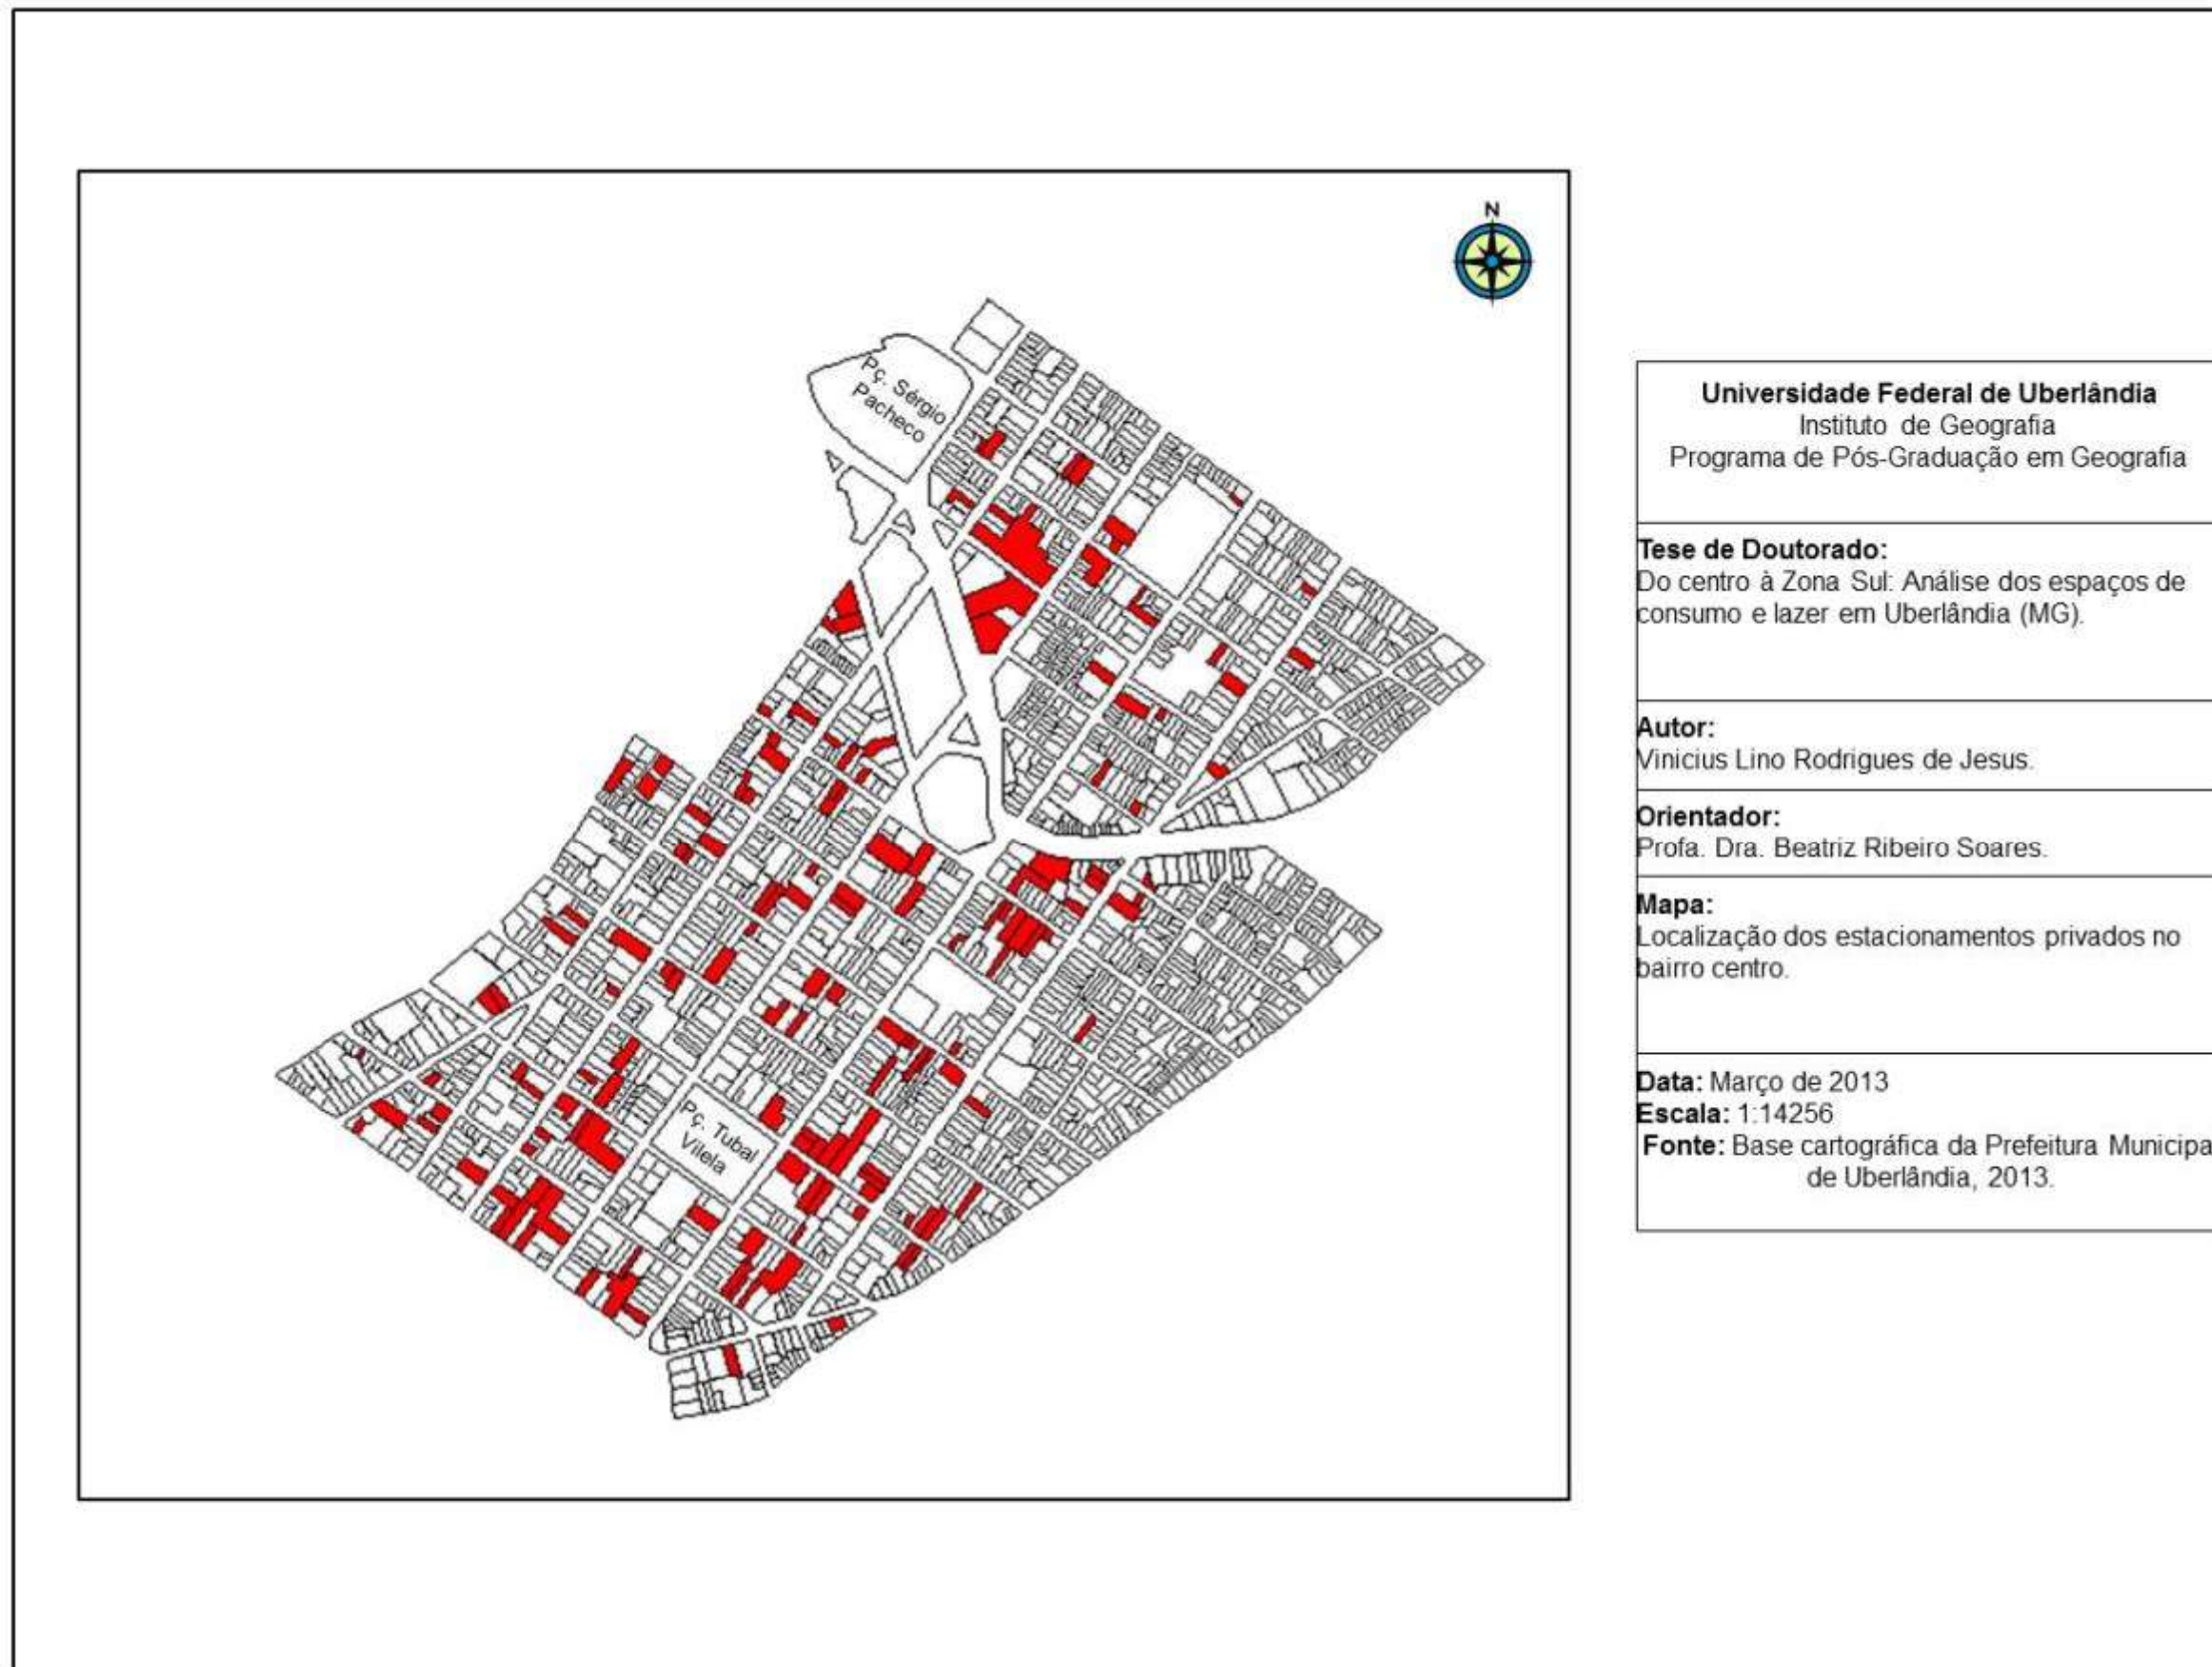 N
Pç. Sérgio
Pacheco
Pç. Tubal
Vilela
Universidade Federal de Uberlândia
Instituto de Geografia
Programa de Pós-Graduação em Geografia
Tese de Doutorado:
Do centro à Zona Sul: Análise dos espaços de
consumo e lazer em Uberlândia (MG).
Autor:
Vinicius Lino Rodrigues de Jesus.
Orientador:
Profa. Dra. Beatriz Ribeiro Soares.
Mapa:
Localização dos estacionamentos privados no
bairro centro.
Data: Março de 2013
Escala: 1:14256
Fonte: Base cartográfica da Prefeitura Municipa
de Uberlândia, 2013.